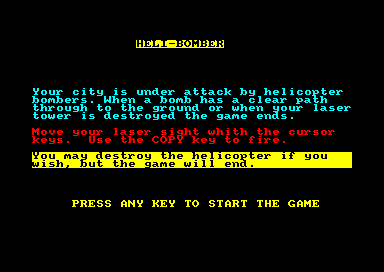 HELI-BOMBER
Your city is under attack by helicopter
bombers. When a bomb has a clear path
through to the ground or when your laser
tower is destroyed the game ends.
Move your laser sight whith the cursor
keys.  Use the COPY key to fire.
You may destroy the helicopter if you
wish, but the game will end.
PRESS ANY KEY TO START THE GAME